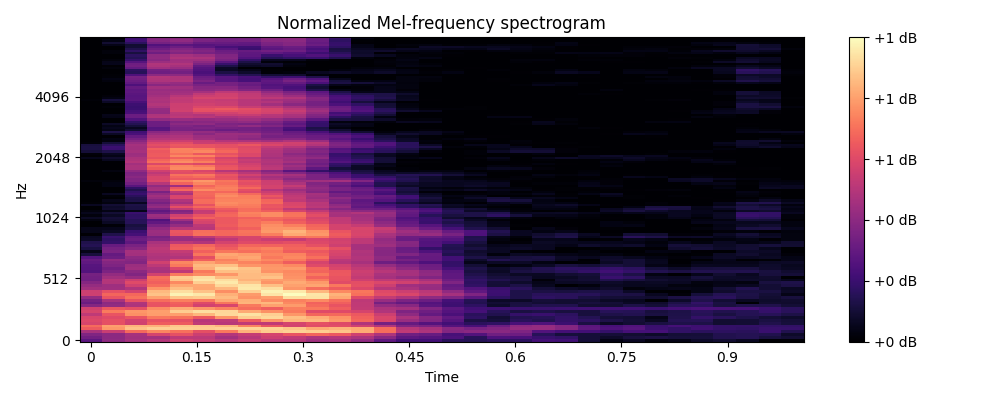 Normalized Mel-frequency spectrogram
+1 dB
4096
+1 dB
2048
+1 dB
Hz
1024
+0 dB
512
+0 dB
0
+0 dB
0 0.15 0.3 0.45 0.6 0.75 0.9
Time